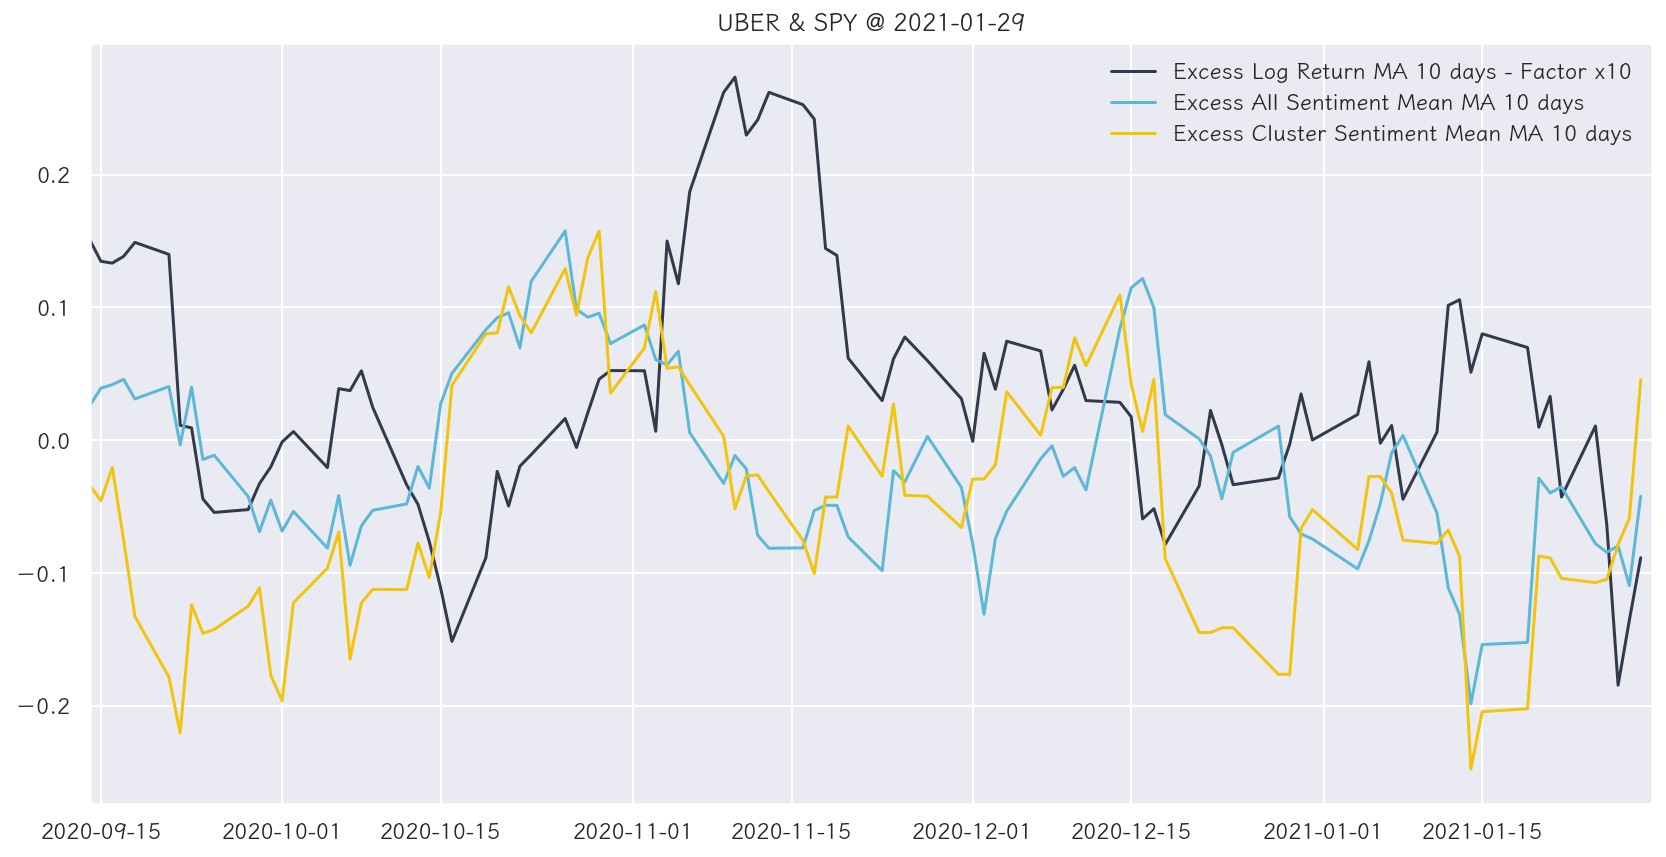 UBER & SPY @ 2021-01-29
Excess Log Return MA 10 days - Factor x10
Excess All Sentiment Mean MA 10 days
Excess Cluster Sentiment Mean MA 10 days
0.2
0.1
0.0
−0.1
−0.2
2020-09-15 2020-10-01 2020-10-15 2020-11-01 2020-11-15 2020-12-01 2020-12-15 2021-01-01 2021-01-15